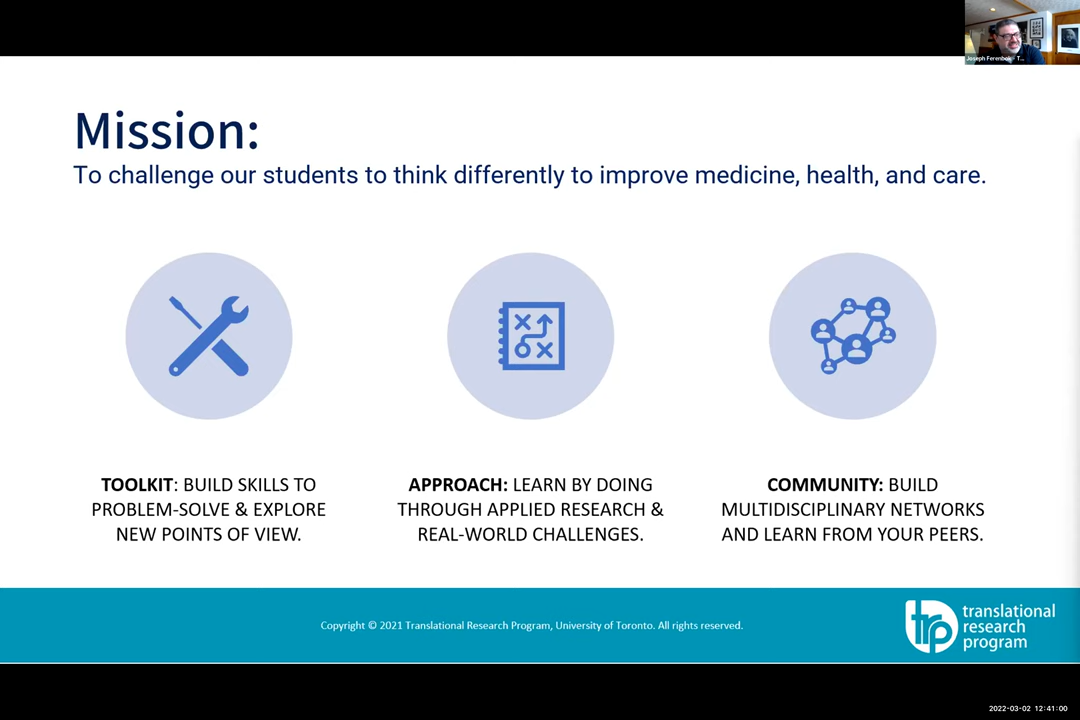 Joseph Ferenbok - T...
Mission:
To challenge our students to think differently to improve medicine, health, and care.
TOOLKIT: BUILD SKILLS TO
PROBLEM-SOLVE & EXPLORE
NEW POINTS OF VIEW.
APPROACH: LEARN BY DOING
THROUGH APPLIED RESEARCH &
REAL-WORLD CHALLENGES.
COMMUNITY: BUILD
MULTIDISCIPLINARY NETWORKS
AND LEARN FROM YOUR PEERS.
Copyright © 2021 Translational Research Program, University of Toronto. All rights reserved.
trp
translational
research
program
2022-03-02 12:41:00